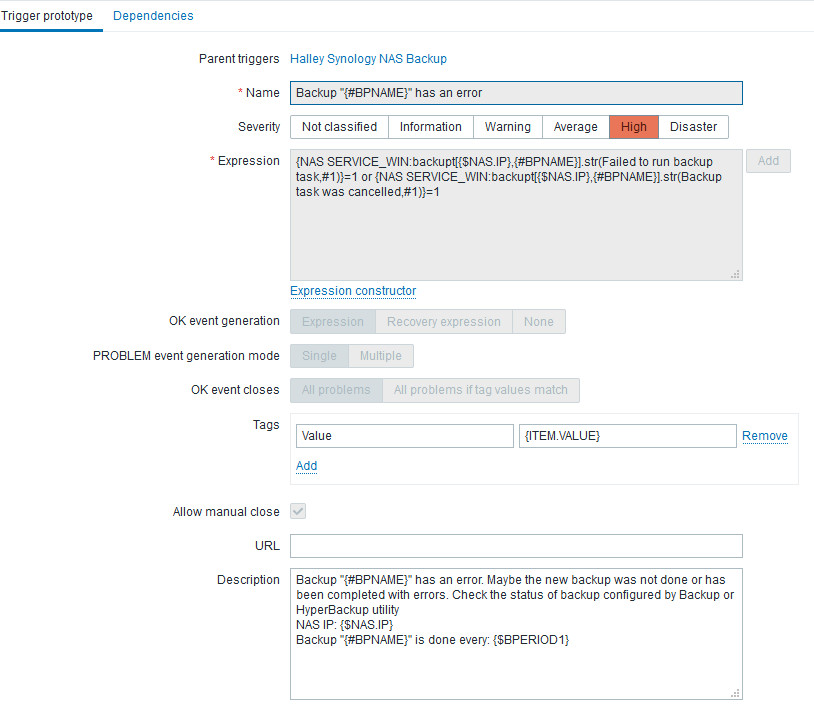 Trigger prototype Dependencies
Parent triggers Halley Synology NAS Backup
* Name Backup "{#BPNAME}" has an error
Severity Not classified Information Warning Average High Disaster
* Expression {NAS SERVICE_WIN:backupt[{$NAS.IP},{#BPNAME}].str(Failed to run backup Add
task,#1)}=1 or {NAS SERVICE_WIN:backupt[{$NAS.IP},{#BPNAME}].str(Backup
task was cancelled,#1)}=1
Expression constructor
OK event generation Expression Recovery expression None
PROBLEM event generation mode Single Multiple
OK event closes All problems All problems if tag values match
Tags
Value {ITEM.VALUE} Remove
Add
Allow manual close
URL
Description Backup "{#BPNAME}" has an error. Maybe the new backup was not done or has
been completed with errors. Check the status of backup configured by Backup or
HyperBackup utility
NAS IP: {$NAS.IP}
Backup "{#BPNAME}" is done every: {$BPERIOD1}